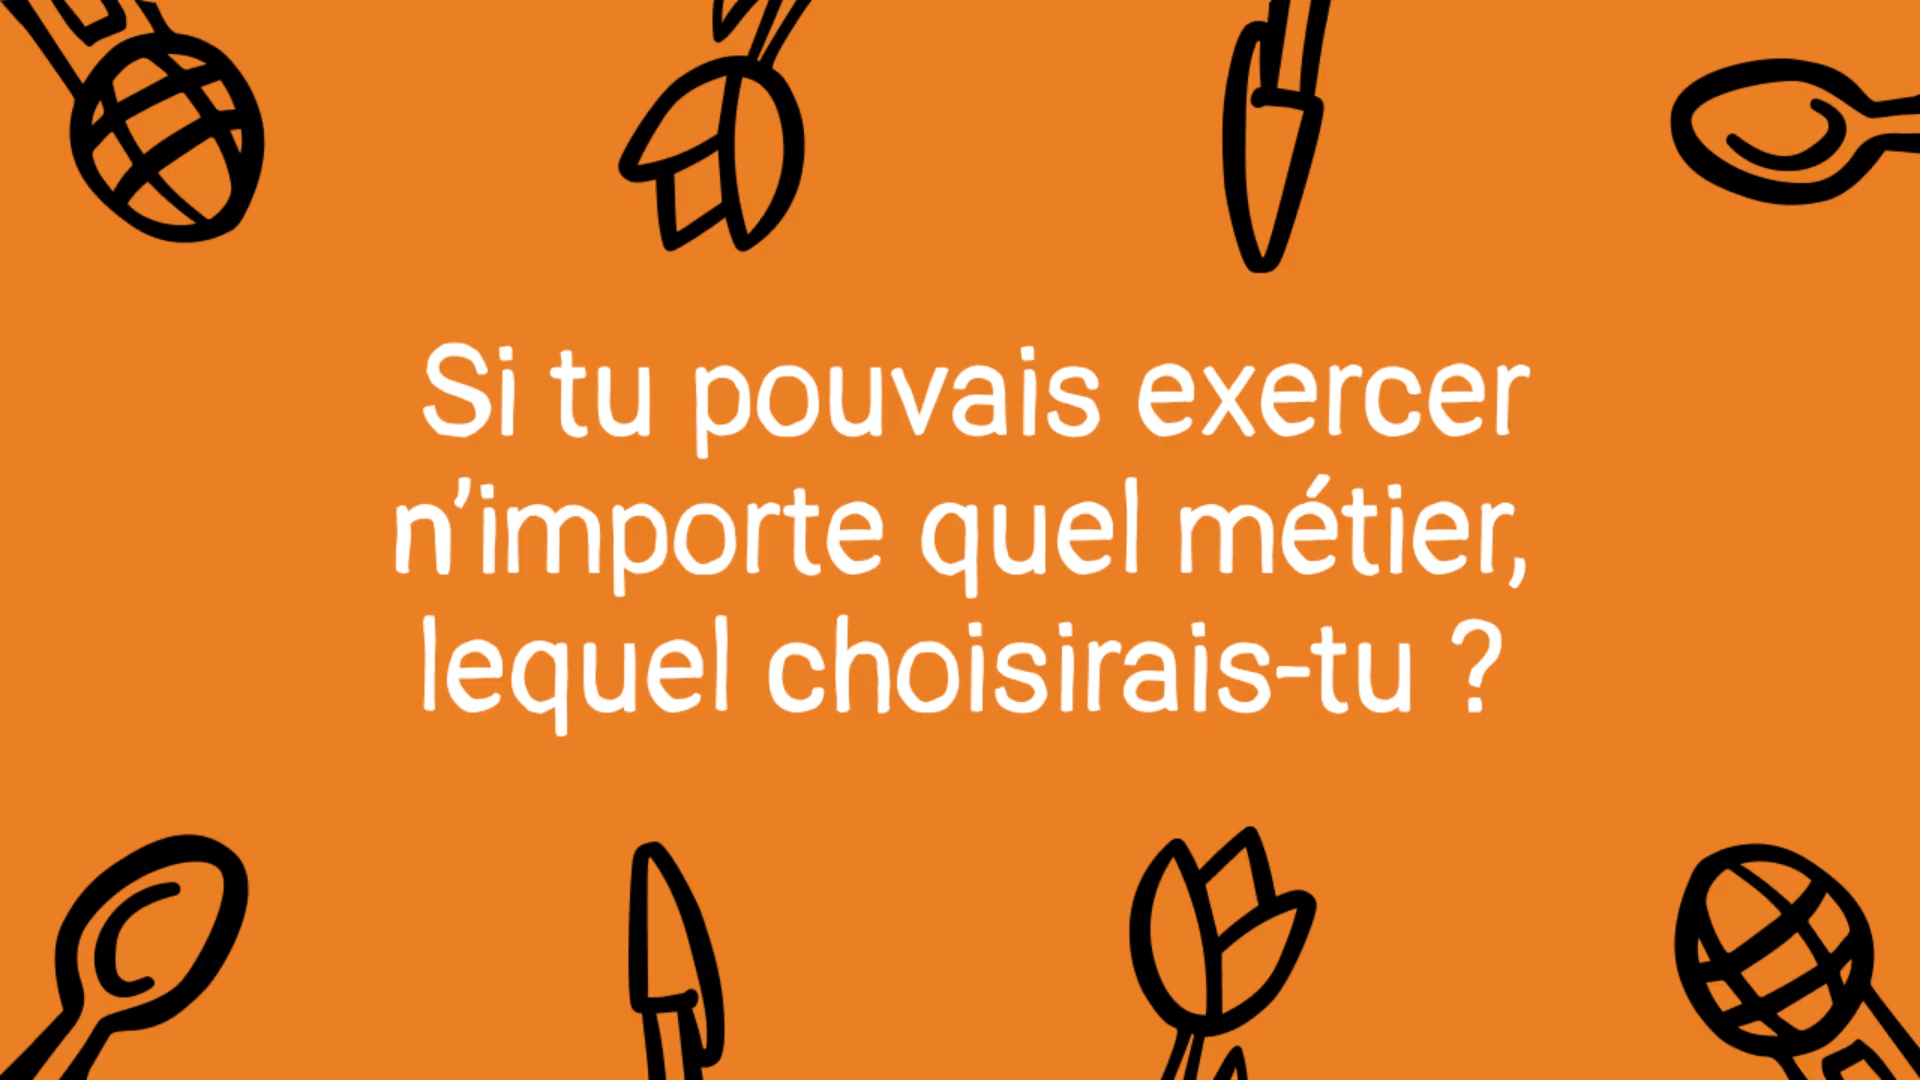 Si tu pouvais exercer
n’importe quel métier,
lequel choisirais-tu ?